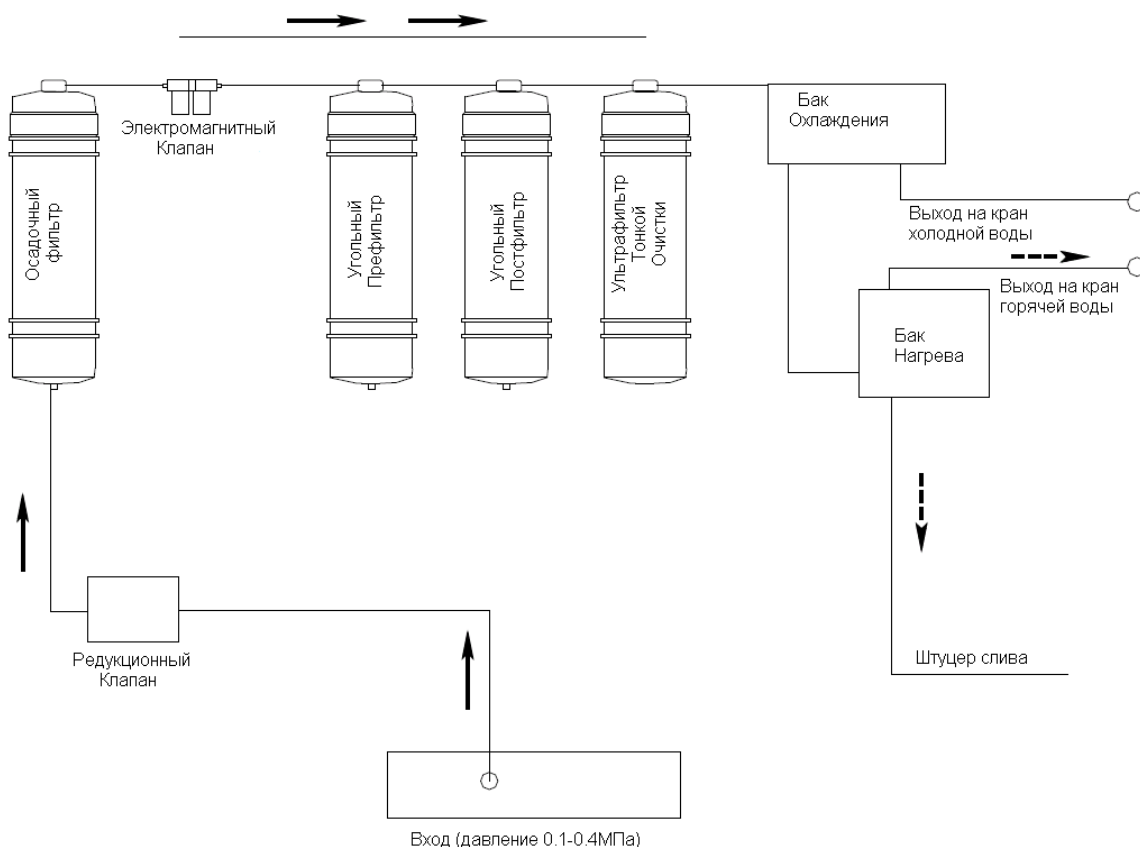 Электромагнитный
Клапан
Осадочный
фильтр
Угольный
Префильтр
Угольный
Постфильтр
Ультрафильтр
Тонкой
Очистки
Бак
Охлаждения
Выход на кран
холодной воды
Выход на кран
горячей воды
Бак
Нагрева
Штуцер слива
Редукционный
Клапан
Вход (давление 0.1-0.4МПа)